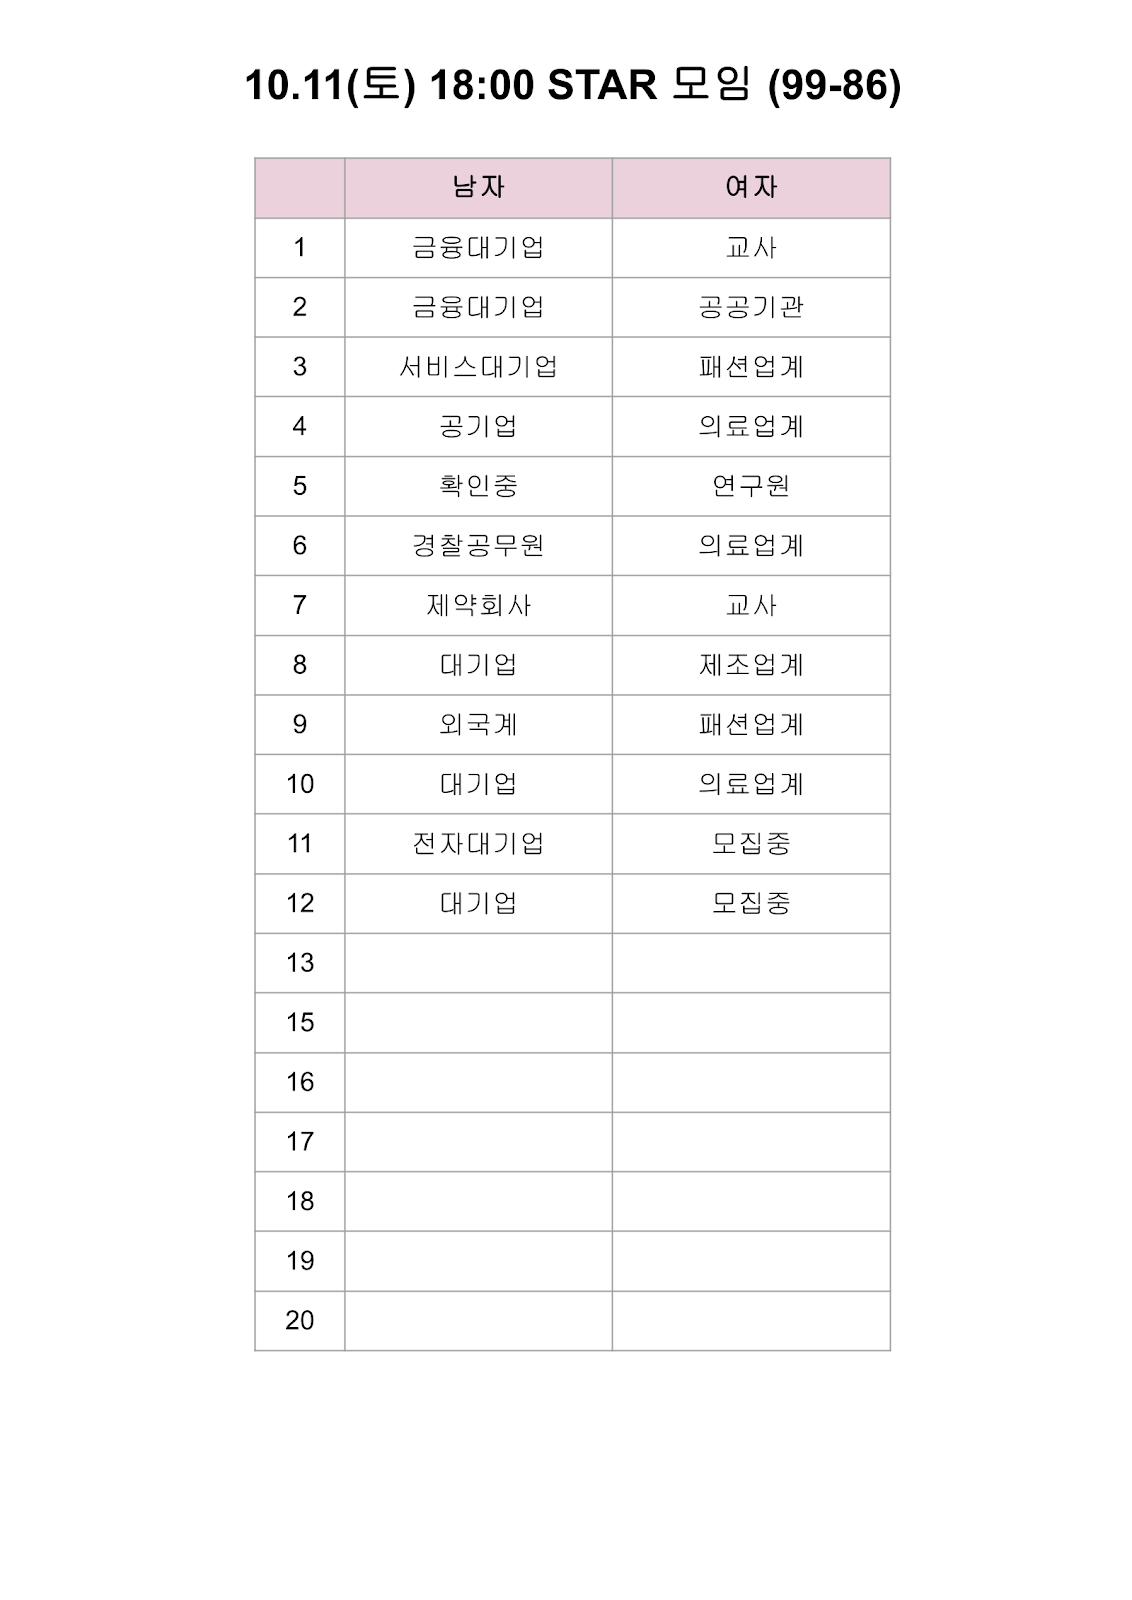 10.11(토) 18:00 STAR 모임 (99-86)
남자 여자
1 금융대기업 교사
2 금융대기업 공공기관
3 서비스대기업 패션업계
4 공기업 의료업계
5 확인중 연구원
6 경찰공무원 의료업계
7 제약회사 교사
8 대기업 제조업계
9 외국계 패션업계
10 대기업 의료업계
11 전자대기업 모집중
12 대기업 모집중
13
15
16
17
18
19
20